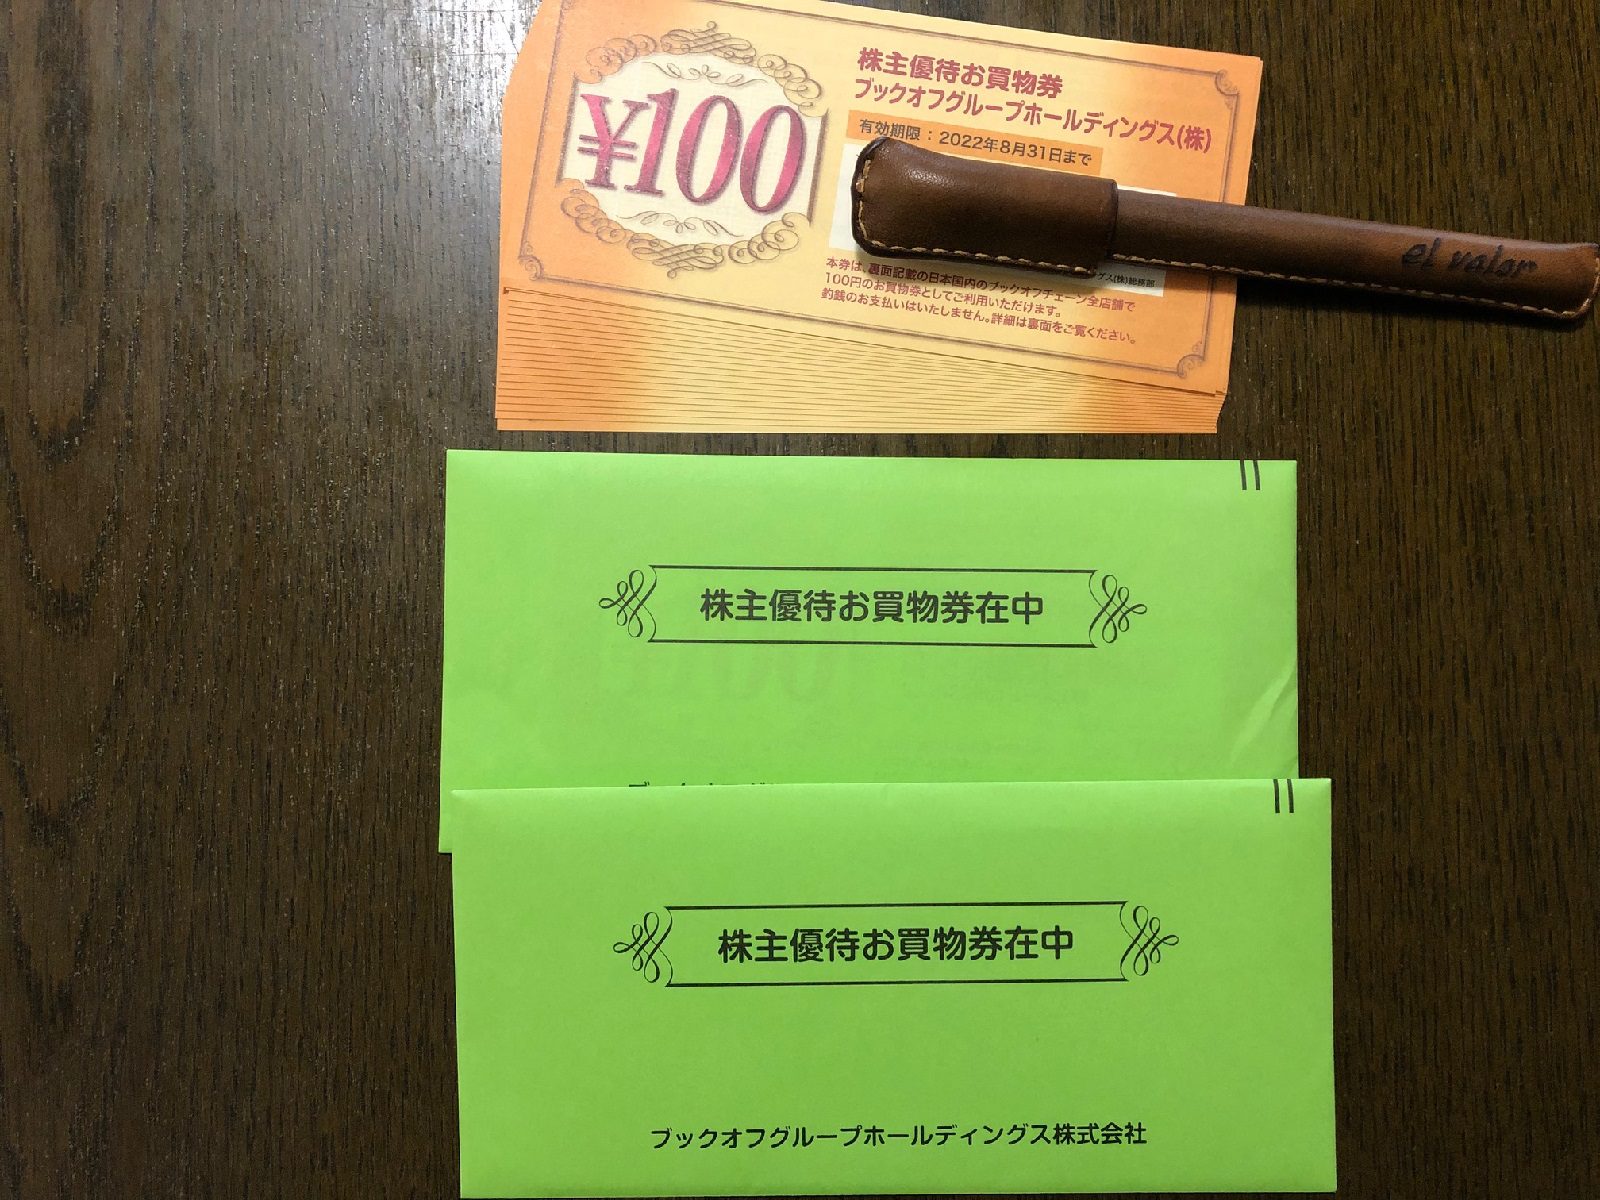 ¥100
株主優待お買物券
ブックオフグループホールディングス(株)
有効期限：2022年8月31日まで
el valor
ス(株)総務部
本券は、裏面記載の日本国内のブックオフチェーン全店舗で
100円のお買物券としてご利用いただけます。
釣銭のお支払いはいたしません。詳細は裏面をご覧ください。
株主優待お買物券在中
株主優待お買物券在中
ブックオフグループホールディングス株式会社